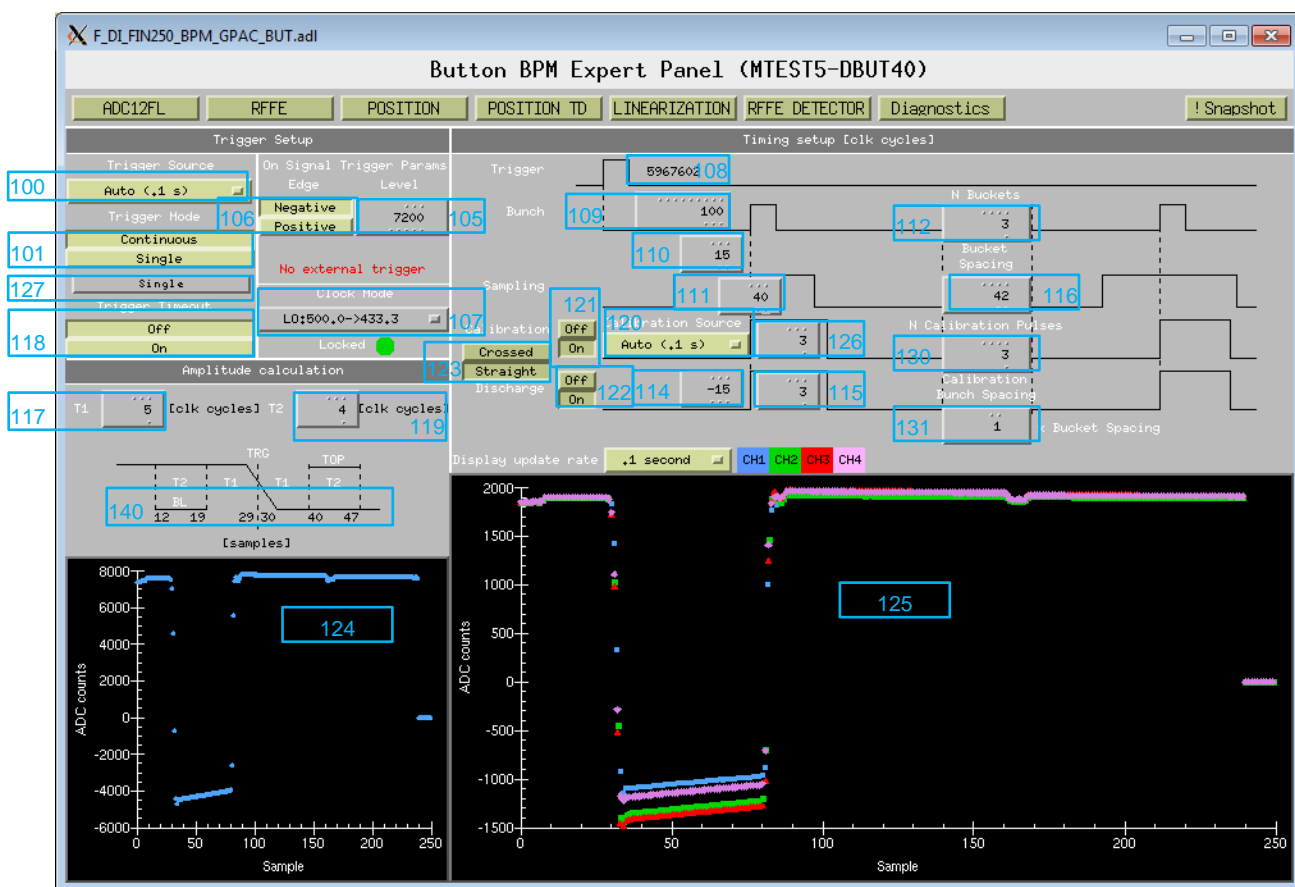 F_DI_FIN250_BPM_GPAC_BUT.adl
Button BPM Expert Panel (MTEST5-DBUT40)
ADC12FL RFFE POSITION POSITION TD LINEARIZATION RFFE DETECTOR Diagnostics !Snapshot
Trigger Setup
Trigger Source
100 Auto (.1 s)
Trigger Mode
101 Continuous
Single
127 Single
Trigger Timeout
118 Off
On
On Signal Trigger Params
Edge Level
106 Negative
Positive
7200 105
No external trigger
Clock Mode
LO:500.0->433.3 107
Locked
Amplitude calculation
117 T1 5 [clk cycles] T2 4 [clk cycles]
119
TRG TOP
T2 T1 T1 T2
BL
140 12 19 29 30 40 47
[samples]
Timing setup [clk cycles]
Trigger 5967602 108
Bunch 109 100
110 15
Sampling 111 40
N Buckets
112 3
Bucket
Spacing
42 116
121 120
Calibration Off On
Calibration Source
Auto (.1 s)
3 126
123 Crossed
Straight
N Calibration Pulses
130 3
Discharge Off On 122
114 -15
3 115
Calibration
Bunch Spacing
131 1 x Bucket Spacing
Display update rate .1 second CH1 CH2 CH3 CH4
8000
6000
4000
2000
0
-2000
-4000
-6000
ADC counts
124
0 50 100 150 200 250
Sample
2000
1500
1000
500
0
-500
-1000
-1500
ADC counts
125
0 50 100 150 200 250
Sample